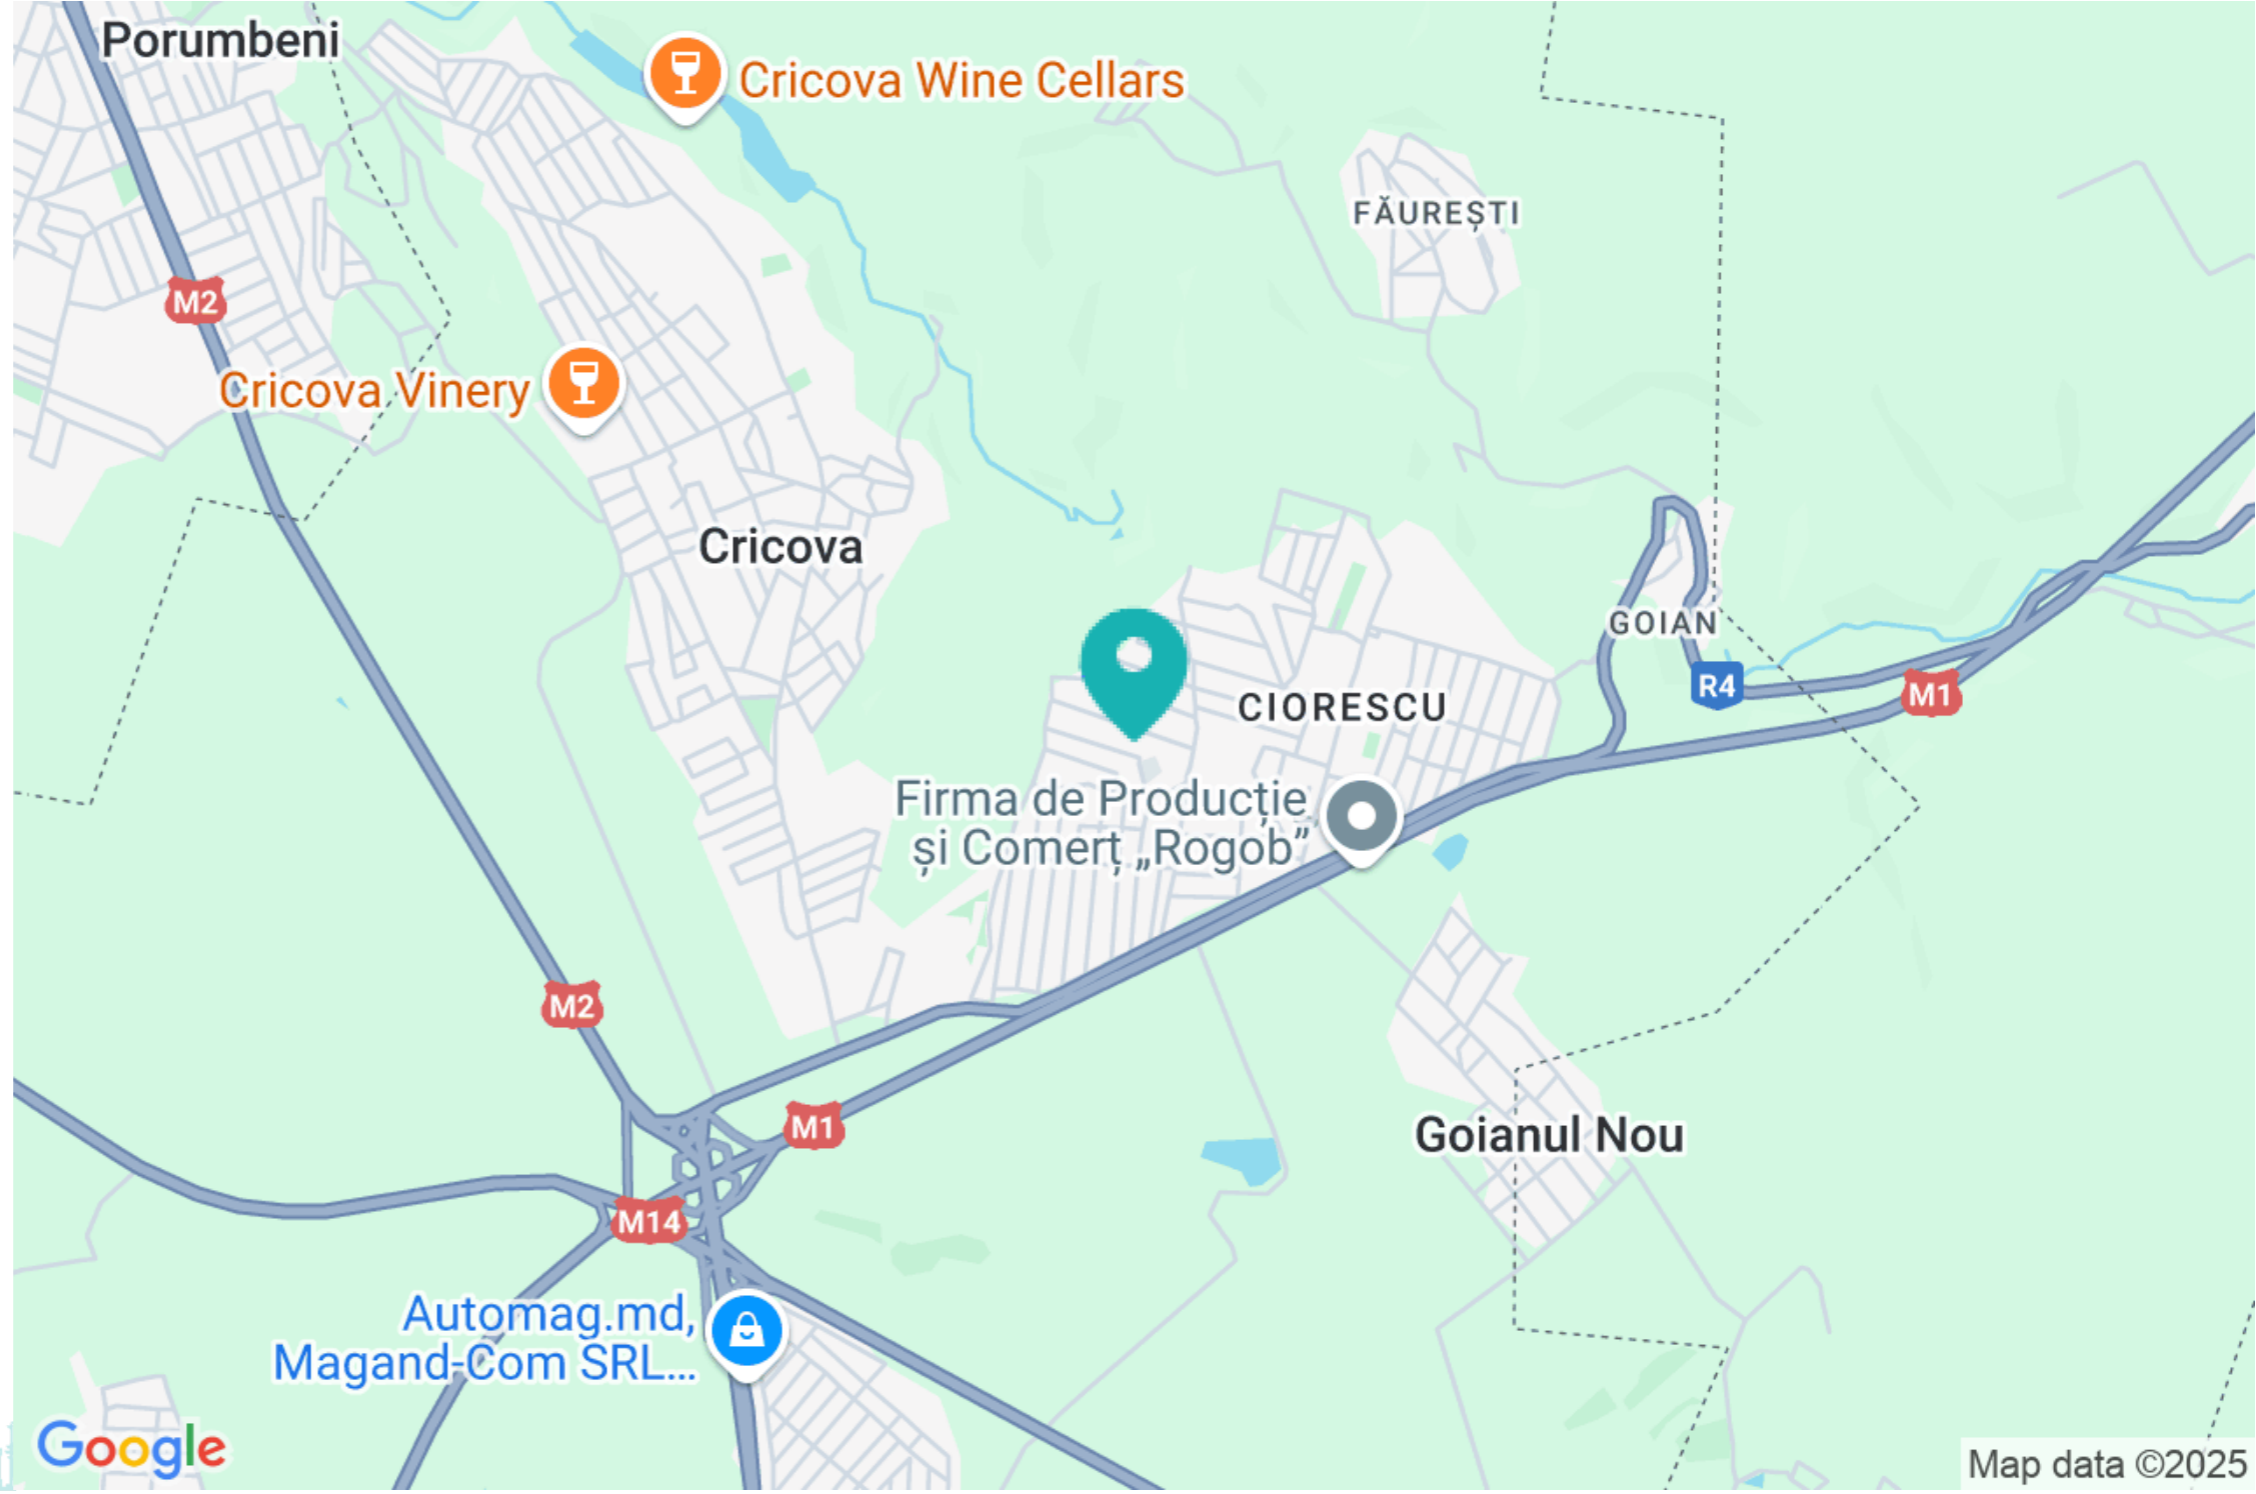 Porumbeni
Cricova Wine Cellars
FĂUREȘTI
M2
Cricova Vinery
Cricova
GOIAN
R4
M1
CIORESCU
Firma de Producție
și Comerț „Rogob”
M2
M1
Goianul Nou
M14
Automag.md,
Magand-Com SRL...
Google
Map data ©2025